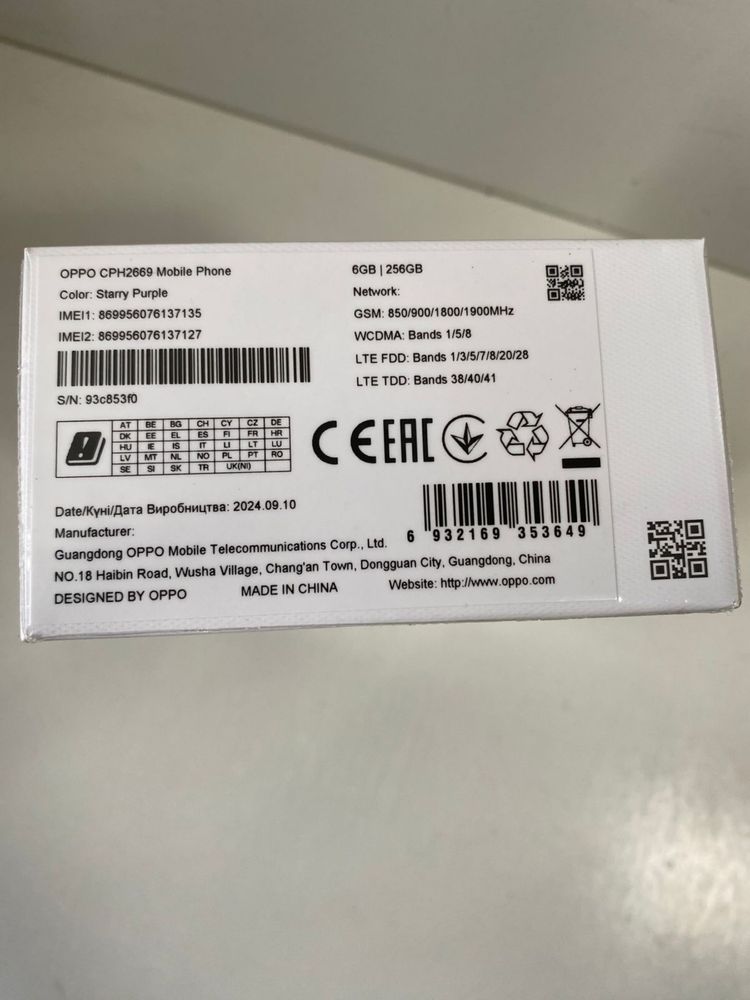 OPPO CPH2669 Mobile Phone
Color: Starry Purple
IMEI1: 869956076137135
IMEI2: 869956076137127
S/N: 93c853f0
6GB | 256GB
Network:
GSM: 850/900/1800/1900MHz
WCDMA: Bands 1/5/8
LTE FDD: Bands 1/3/5/7/8/20/28
LTE TDD: Bands 38/40/41
AT BE BG CH CY CZ DE
DK EE EL ES FI FR HR
HU IE IS IT LI LT LU
LV MT NL NO PL PT RO
SE SI SK TR UK(NI)
CE EAC
Date/Күні/Дата Виробництва: 2024.09.10
Manufacturer:
Guangdong OPPO Mobile Telecommunications Corp., Ltd.
6 932169 353649
NO.18 Haibin Road, Wusha Village, Chang'an Town, Dongguan City, Guangdong, China
DESIGNED BY OPPO MADE IN CHINA Website: http://www.oppo.com